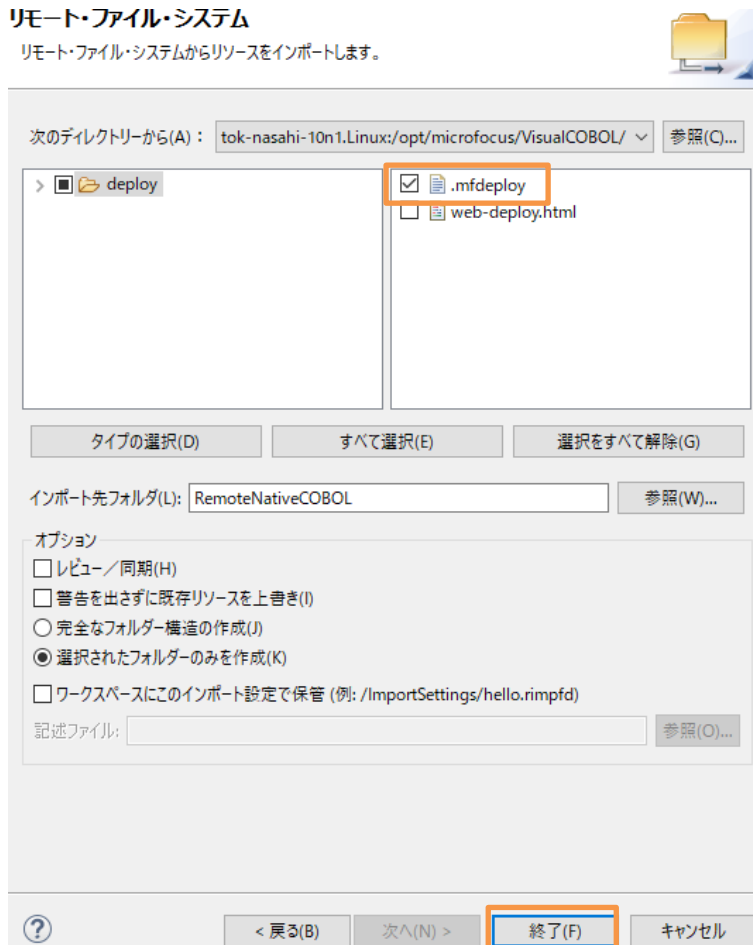 リモート・ファイル・システム
リモート・ファイル・システムからリソースをインポートします。
次のディレクトリーから(A)： tok-nasahi-10n1.Linux:/opt/microfocus/VisualCOBOL/ 参照(C)...
deploy
.mfdeploy
web-deploy.html
タイプの選択(D) すべて選択(E) 選択をすべて解除(G)
インポート先フォルダ(L): RemoteNativeCOBOL 参照(W)...
オプション
レビュー／同期(H)
警告を出さずに既存リソースを上書き(I)
完全なフォルダー構造の作成(J)
選択されたフォルダーのみを作成(K)
ワークスペースにこのインポート設定で保管 (例: /ImportSettings/hello.rimpfd)
記述ファイル: 参照(O)...
? < 戻る(B) 次へ(N) > 終了(F) キャンセル